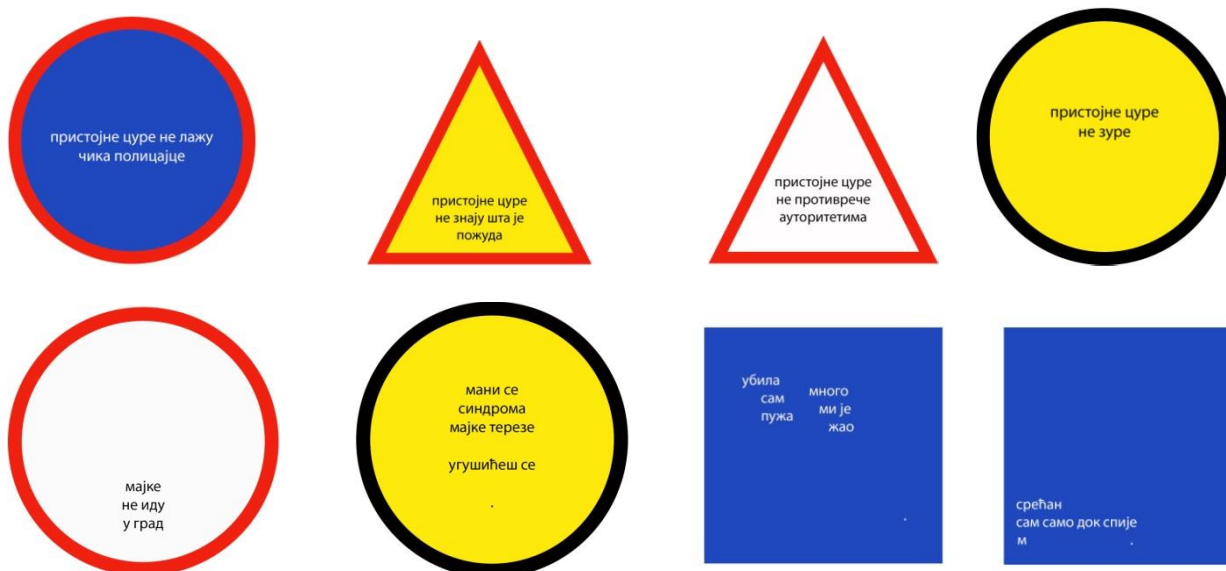 пристојне цуре не лажу
чика полицајце
пристојне цуре
не знају шта је
пожуда
пристојне цуре
не противрече
ауторитетима
пристојне цуре
не зуре
мајке
не иду
у град
мани се
синдрома
мајке терезе
угушићеш се
.
убила
сам
пужа
много
ми је
жао
.
срећан
сам само док спије
м .